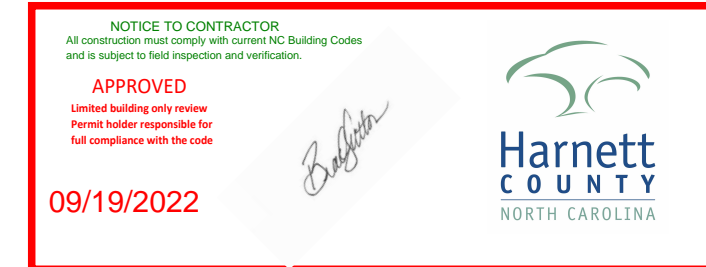 NOTICE TO CONTRACTOR
All construction must comply with current NC Building Codes
and is subject to field inspection and verification.
APPROVED
Limited building only review
Permit holder responsible for
full compliance with the code
09/19/2022
Brad Sutton
Harnett
COUNTY
NORTH CAROLINA